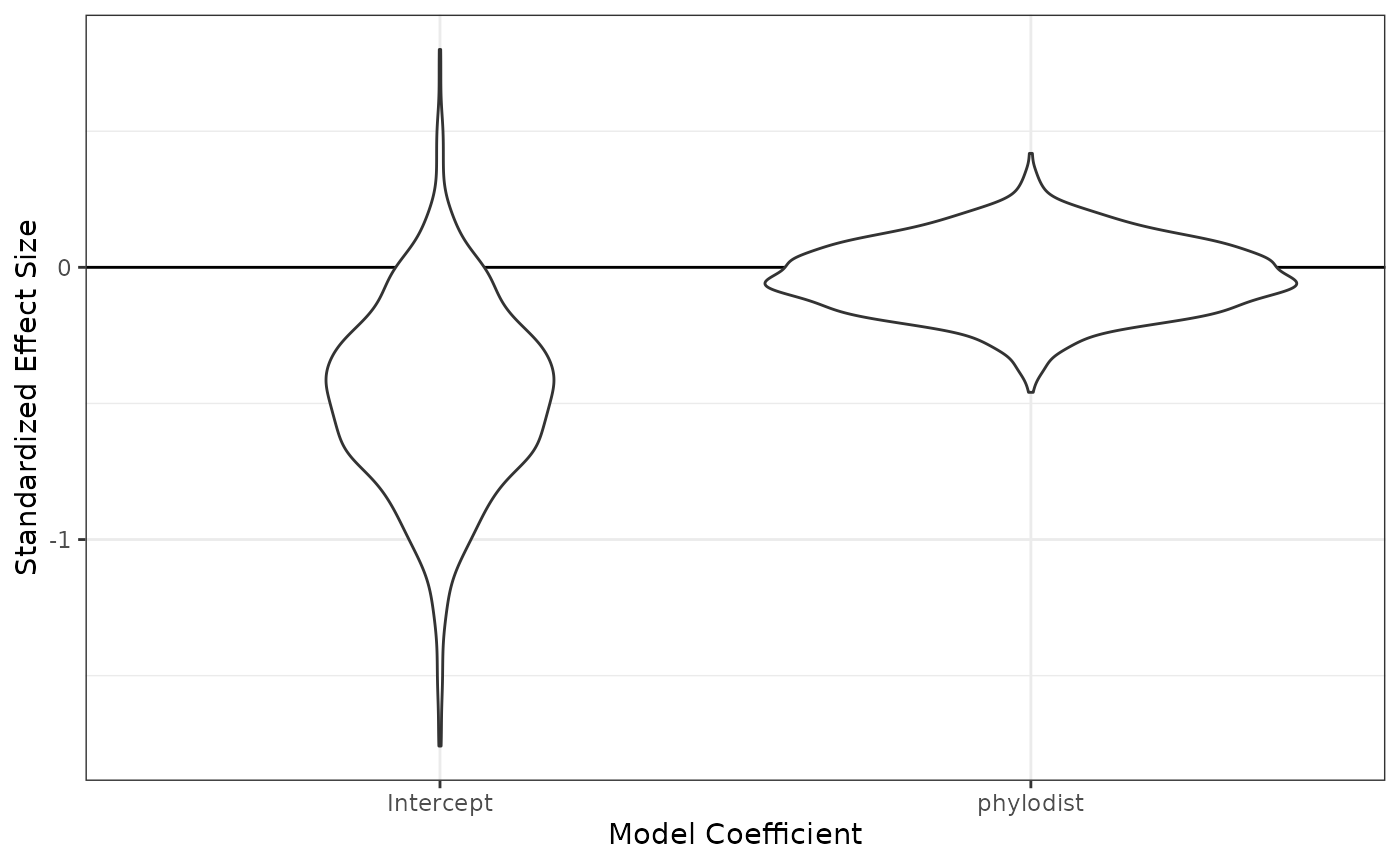 Standardized Effect Size
0
-1
Intercept
phylodist
Model Coefficient